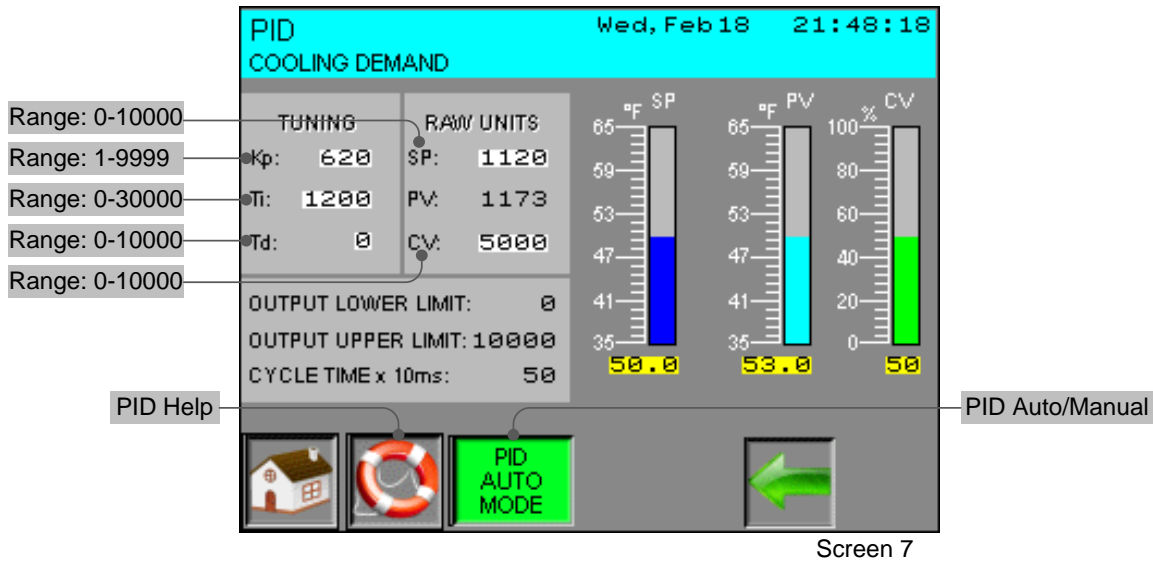 PID
Wed, Feb 18 21:48:18
COOLING DEMAND
Range: 0-10000
Range: 1-9999
Range: 0-30000
Range: 0-10000
Range: 0-10000
TUNING
Kp: 620
Ti: 1200
Td: 0
RAW UNITS
SP: 1120
PV: 1173
CV: 5000
OUTPUT LOWER LIMIT: 0
OUTPUT UPPER LIMIT: 10000
CYCLE TIME x 10ms: 50
°F SP
65
59
53
47
41
35
50.0
°F PV
65
59
53
47
41
35
53.0
% CV
100
80
60
40
20
0
50
PID Help
PID Auto/Manual
PID
AUTO
MODE
Screen 7